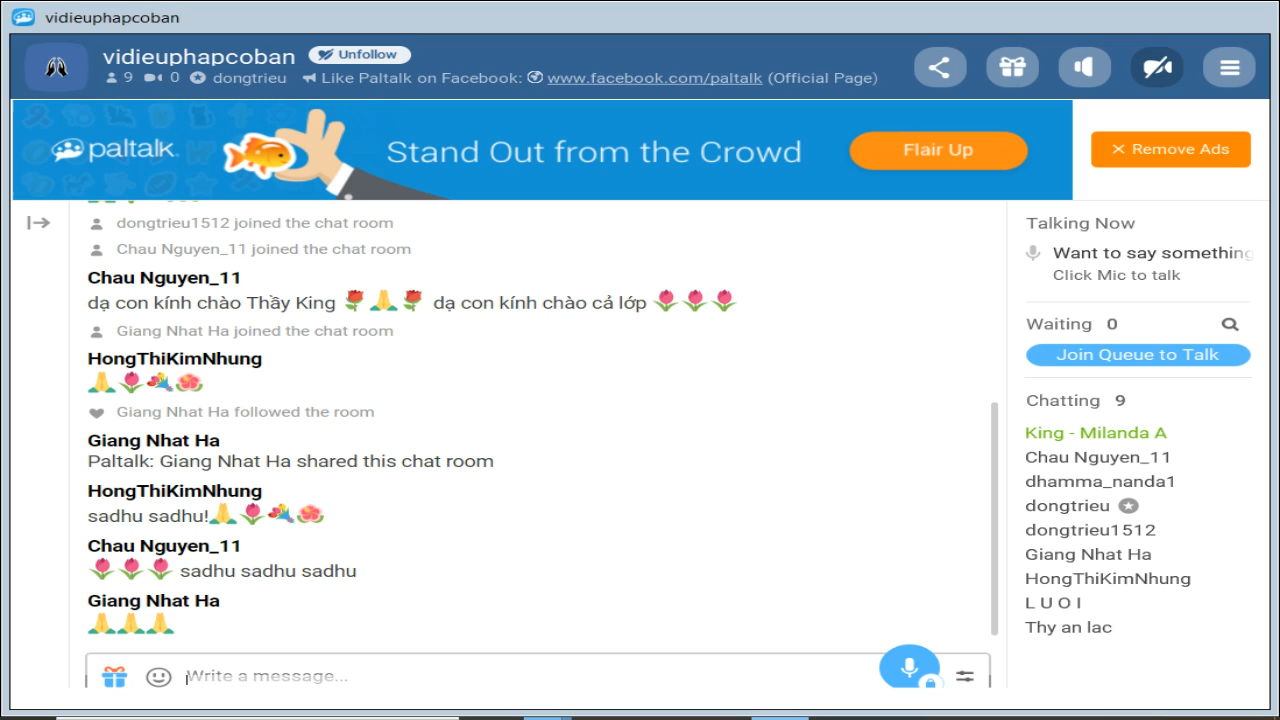 vidieuphapcoban
vidieuphapcoban Unfollow
9 0 dongtrieu Like Paltalk on Facebook: www.facebook.com/paltalk (Official Page)
paltalk Stand Out from the Crowd Flair Up
Remove Ads
dongtrieu1512 joined the chat room
Chau Nguyen_11 joined the chat room
Chau Nguyen_11
dạ con kính chào Thầy King 🌹🙏🌹 dạ con kính chào cả lớp 🌷🌷🌷
Giang Nhat Ha joined the chat room
HongThiKimNhung
🙏🌷💐🌺
Giang Nhat Ha followed the room
Giang Nhat Ha
Paltalk: Giang Nhat Ha shared this chat room
HongThiKimNhung
sadhu sadhu!🙏🌷💐🌺
Chau Nguyen_11
🌷🌷🌷 sadhu sadhu sadhu
Giang Nhat Ha
🙏🙏🙏
Write a message...
Talking Now
Want to say something
Click Mic to talk
Waiting 0
Join Queue to Talk
Chatting 9
King - Milanda A
Chau Nguyen_11
dhamma_nanda1
dongtrieu
dongtrieu1512
Giang Nhat Ha
HongThiKimNhung
L U O I
Thy an lac